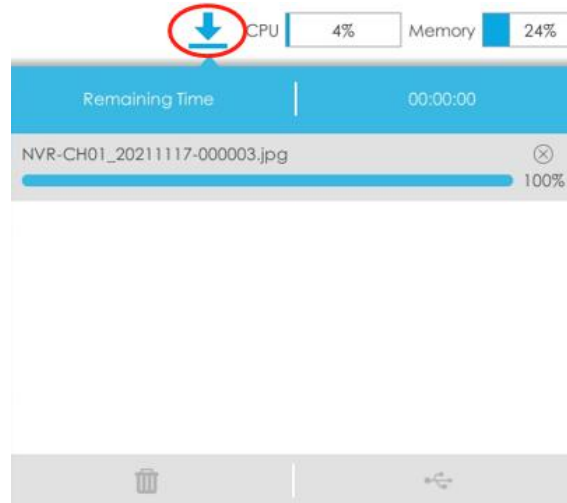 CPU 4% Memory 24%
Remaining Time 00:00:00
NVR-CH01_20211117-000003.jpg
100%